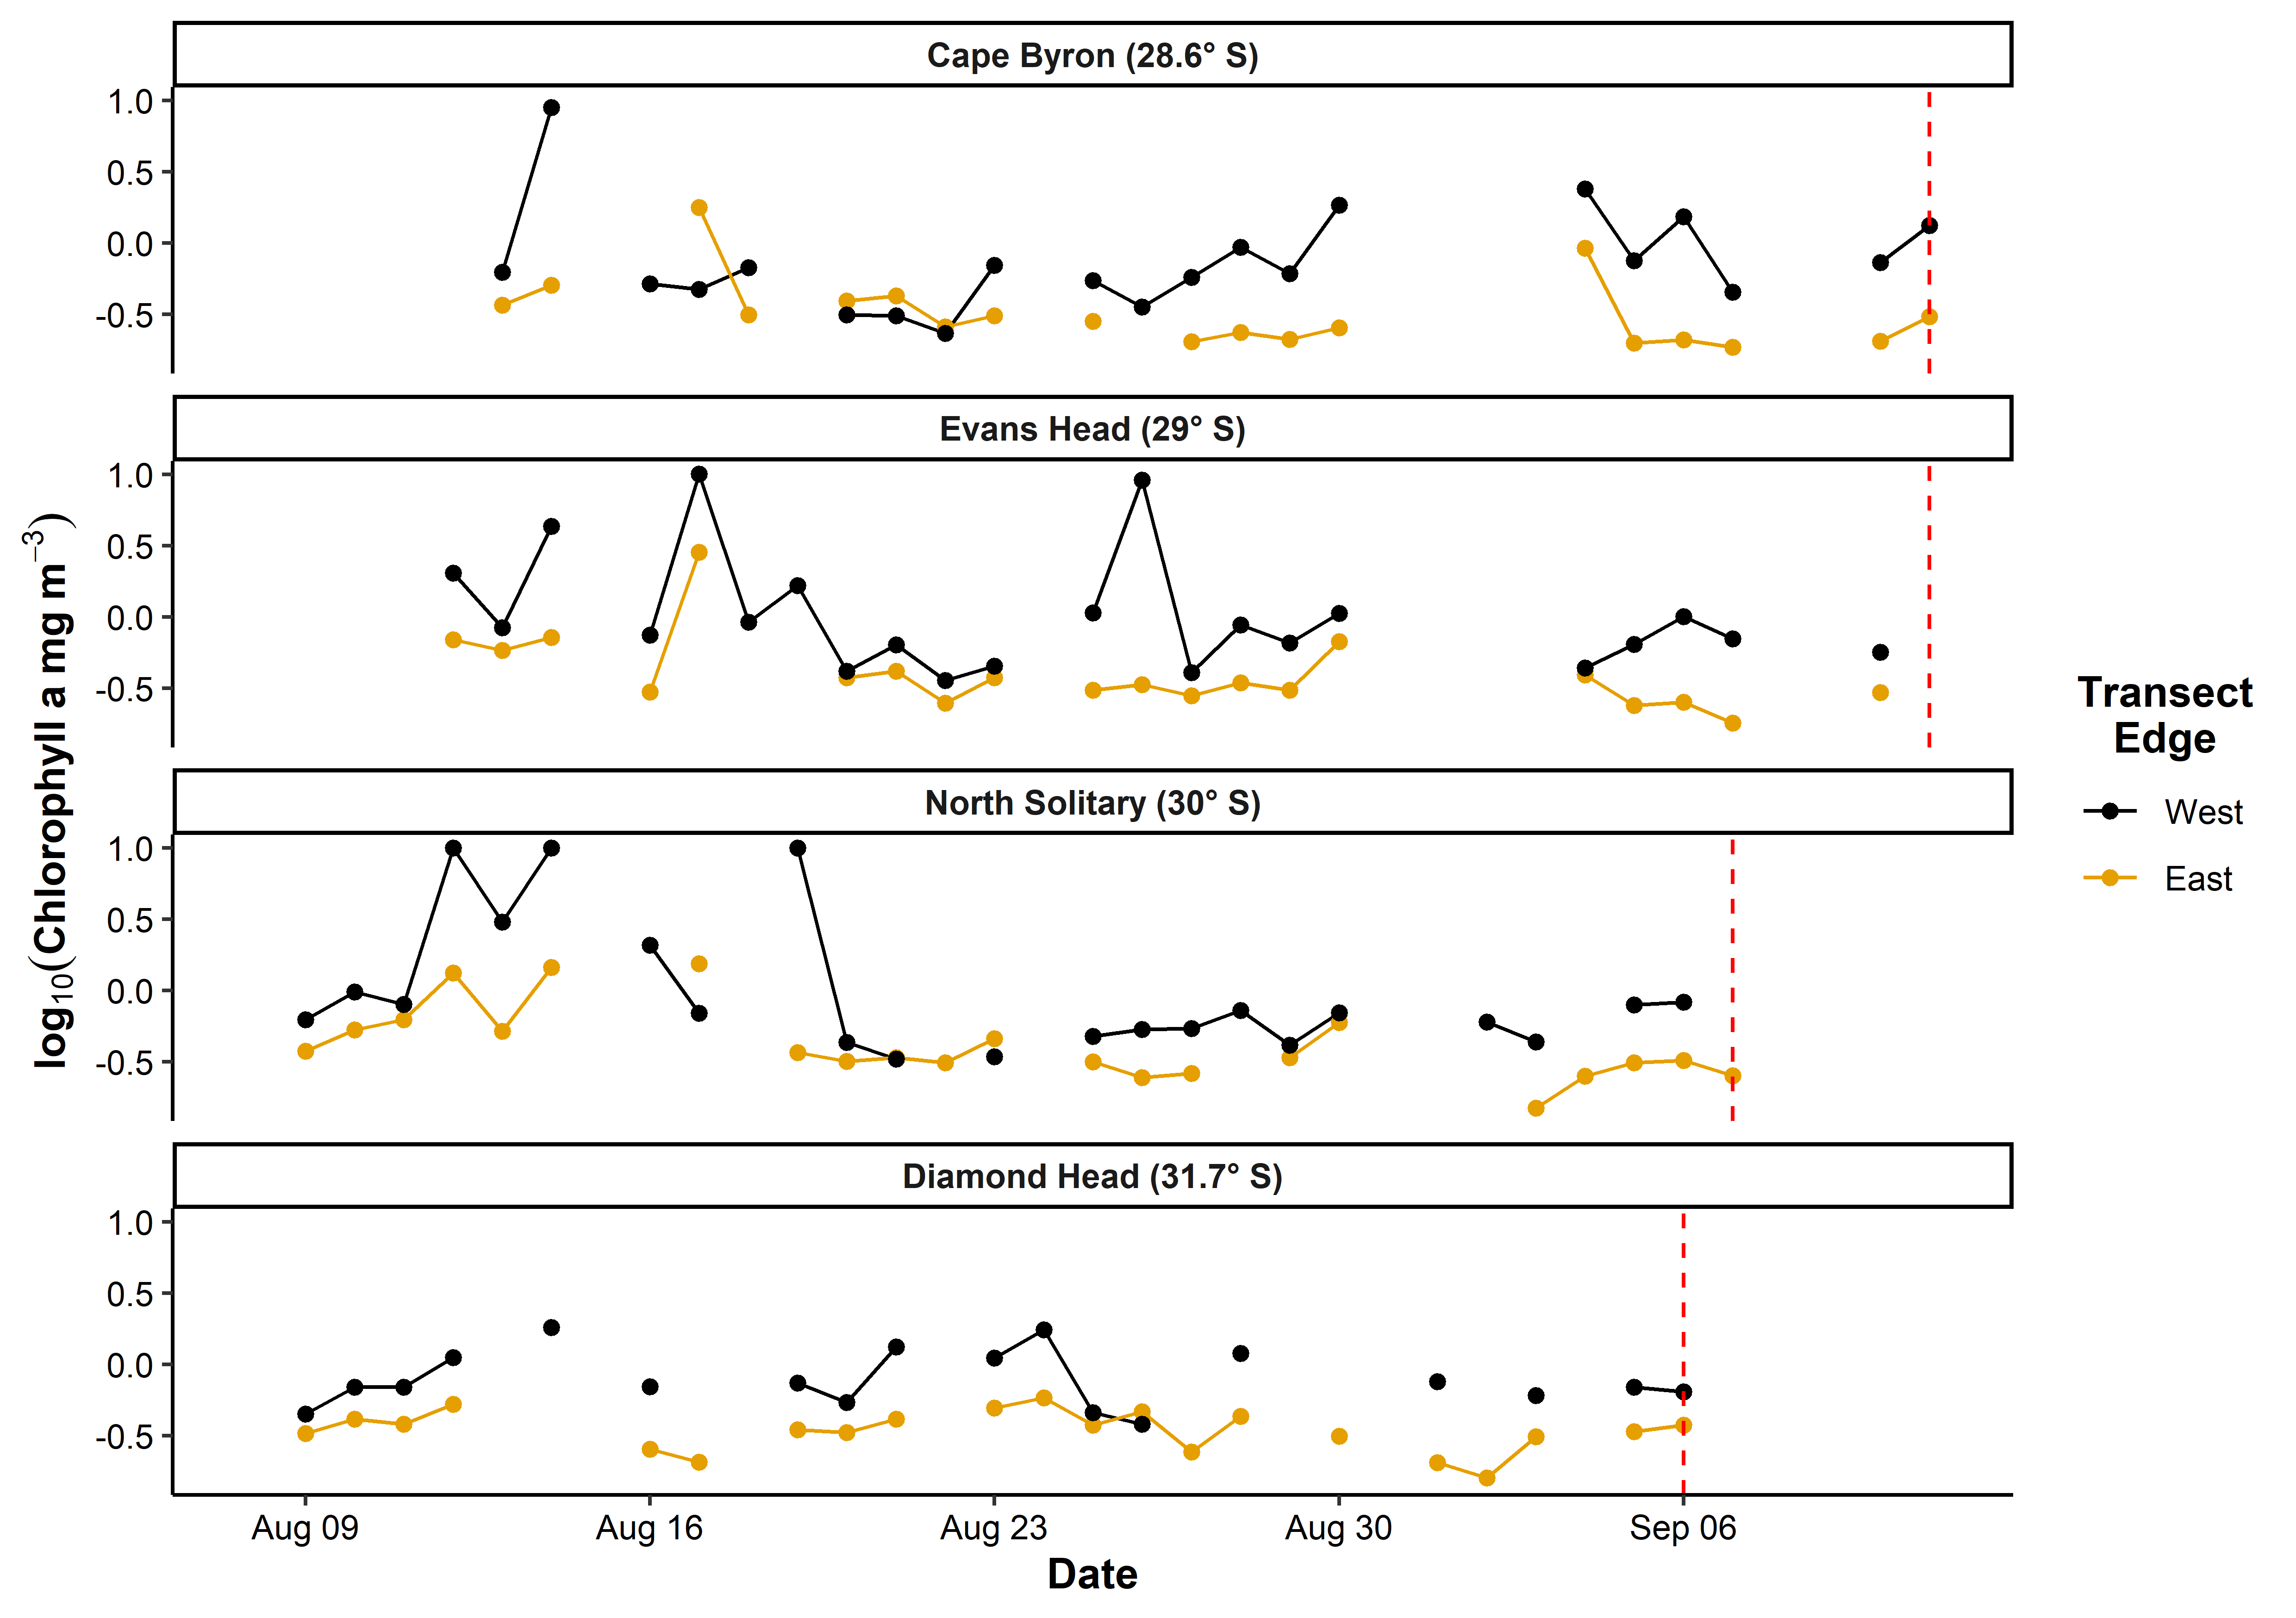 Cape Byron (28.6° S)
1.0
0.5
0.0
-0.5
Evans Head (29° S)
1.0
0.5
0.0
-0.5
North Solitary (30° S)
1.0
0.5
0.0
-0.5
Diamond Head (31.7° S)
1.0
0.5
0.0
-0.5
Aug 09 Aug 16 Aug 23 Aug 30 Sep 06
Date
log₁₀(Chlorophyll a mg m⁻³)
Transect
Edge
West
East